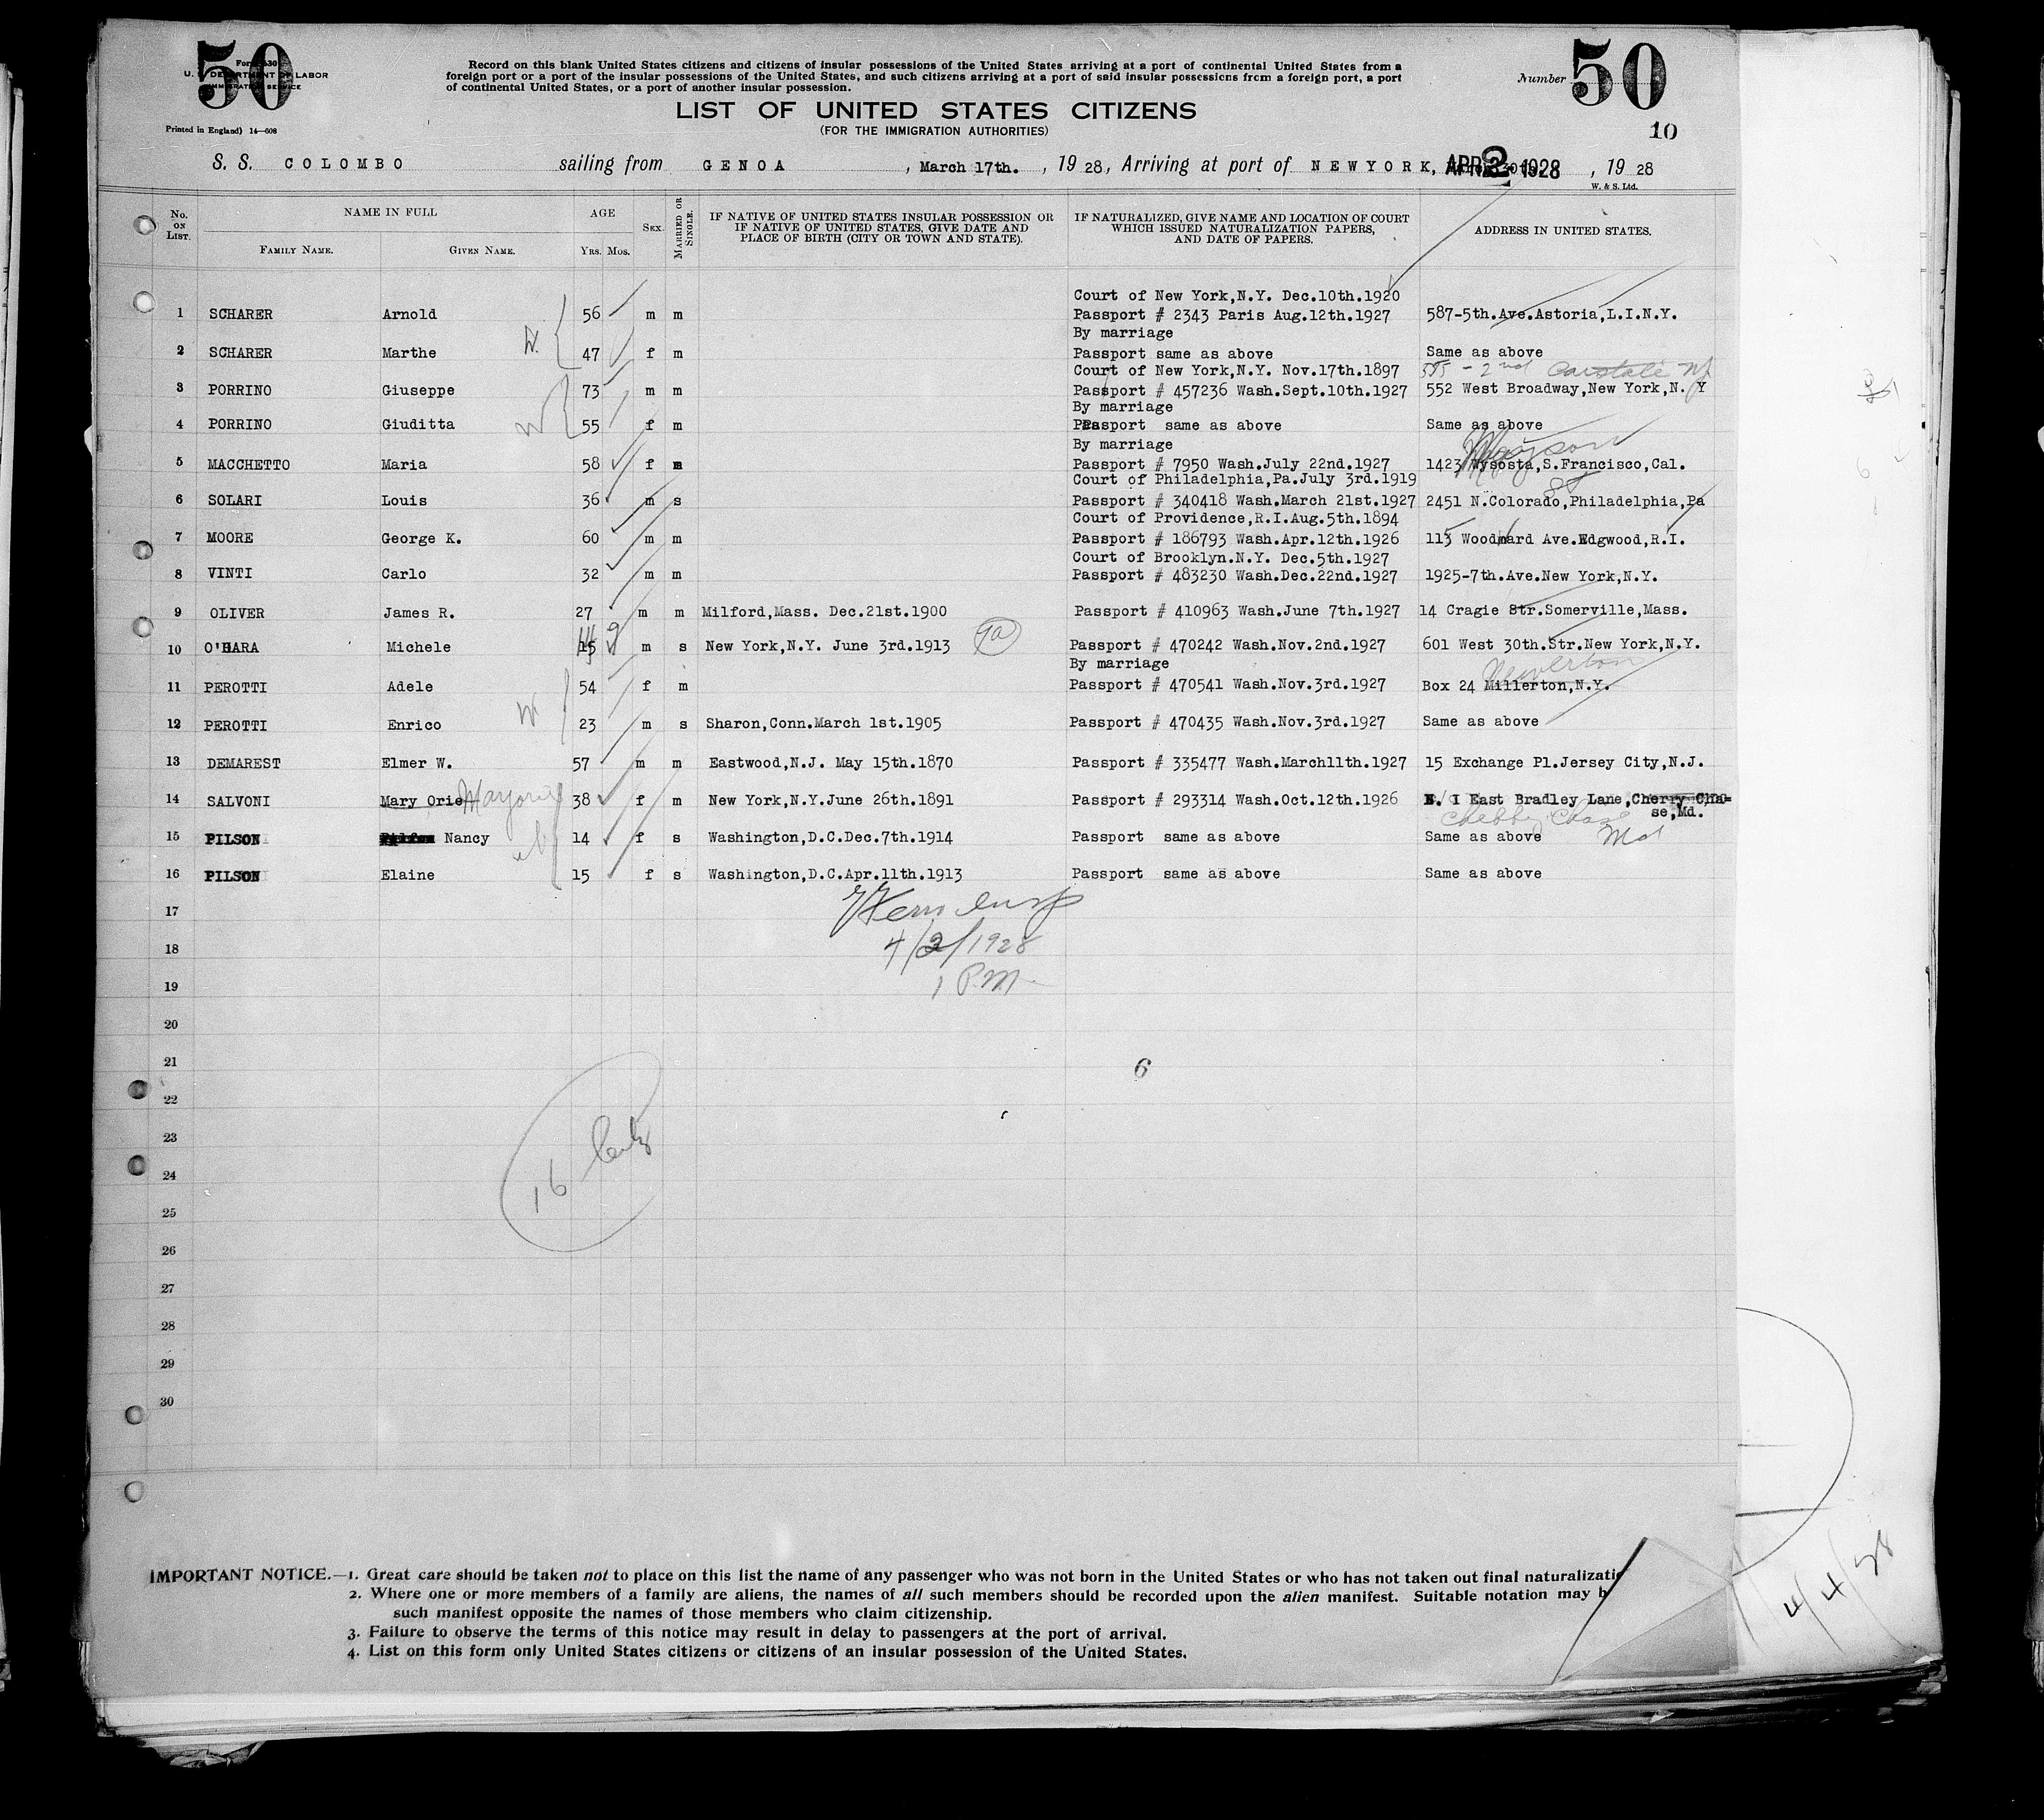 50
Form 630
U. S. DEPARTMENT OF LABOR
IMMIGRATION SERVICE
Printed in England) 14—608
Record on this blank United States citizens and citizens of insular possessions of the United States arriving at a port of continental United States from a
foreign port or a port of the insular possessions of the United States, and such citizens arriving at a port of said insular possessions from a foreign port, a port
of continental United States, or a port of another insular possession.
Number 50
10
LIST OF UNITED STATES CITIZENS
(FOR THE IMMIGRATION AUTHORITIES)
S. S. COLOMBO sailing from GENOA , March 17th. , 19 28, Arriving at port of NEWYORK, APR 2 1928 , 19 28
W. & S. Ltd.
No. ON LIST. NAME IN FULL FAMILY NAME. GIVEN NAME. AGE Yrs. Mos. SEX. MARRIED OR SINGLE. IF NATIVE OF UNITED STATES INSULAR POSSESSION OR IF NATIVE OF UNITED STATES, GIVE DATE AND PLACE OF BIRTH (CITY OR TOWN AND STATE). IF NATURALIZED, GIVE NAME AND LOCATION OF COURT WHICH ISSUED NATURALIZATION PAPERS, AND DATE OF PAPERS. ADDRESS IN UNITED STATES.
Court of New York,N.Y. Dec.10th.1920
1 SCHARER Arnold 56 m m Passport # 2343 Paris Aug.12th.1927 587-5th.Ave.Astoria,L.I.N.Y.
By marriage
2 SCHARER Marthe 47 f m Passport same as above Same as above
Court of New York,N.Y. Nov.17th.1897 555 - 2nd
3 PORRINO Giuseppe 73 m m Passport # 457236 Wash.Sept.10th.1927 552 West Broadway,New York,N. Y
By marriage
4 PORRINO Giuditta 55 f m Passport same as above Same as above
By marriage
5 MACCHETTO Maria 58 f m Passport # 7950 Wash.July 22nd.1927 1423 Wysosta,S.Francisco,Cal.
Court of Philadelphia,Pa.July 3rd.1919
6 SOLARI Louis 36 m s Passport # 340418 Wash.March 21st.1927 2451 N.Colorado,Philadelphia,Pa
Court of Providence,R.I.Aug.5th.1894
7 MOORE George K. 60 m m Passport # 186793 Wash.Apr.12th.1926 115 Woodward Ave.Edgwood,R.I.
Court of Brooklyn.N.Y. Dec.5th.1927
8 VINTI Carlo 32 m m Passport # 483230 Wash.Dec.22nd.1927 1925-7th.Ave.New York,N.Y.
9 OLIVER James R. 27 m m Milford,Mass. Dec.21st.1900 Passport # 410963 Wash.June 7th.1927 14 Cragie Str.Somerville,Mass.
10 O'HARA Michele 14 9 m s New York,N.Y. June 3rd.1913 Passport # 470242 Wash.Nov.2nd.1927 601 West 30th.Str.New York,N.Y.
By marriage
11 PEROTTI Adele 54 f m Passport # 470541 Wash.Nov.3rd.1927 Box 24 Millerton,N.Y.
12 PEROTTI Enrico 23 m s Sharon,Conn.March 1st.1905 Passport # 470435 Wash.Nov.3rd.1927 Same as above
13 DEMAREST Elmer W. 57 m m Eastwood,N.J. May 15th.1870 Passport # 335477 Wash.March11th.1927 15 Exchange Pl.Jersey City,N.J.
14 SALVONI Mary Orie Marjorie 38 f m New York,N.Y.June 26th.1891 Passport # 293314 Wash.Oct.12th.1926 N. I East Bradley Lane,Cherry Cha=
se,Md.
Chevy Chase
15 PILSON Nancy 14 f s Washington,D.C.Dec.7th.1914 Passport same as above Same as above Md
16 PILSON Elaine 15 f s Washington,D.C.Apr.11th.1913 Passport same as above Same as above
17
18 4/2/1928
19 1 P.M.
20
21 6
22
23
24 16
25
26
27
28
29
30
IMPORTANT NOTICE.—1. Great care should be taken not to place on this list the name of any passenger who was not born in the United States or who has not taken out final naturalizatio
2. Where one or more members of a family are aliens, the names of all such members should be recorded upon the alien manifest. Suitable notation may b
such manifest opposite the names of those members who claim citizenship.
3. Failure to observe the terms of this notice may result in delay to passengers at the port of arrival.
4. List on this form only United States citizens or citizens of an insular possession of the United States.
4/4/28